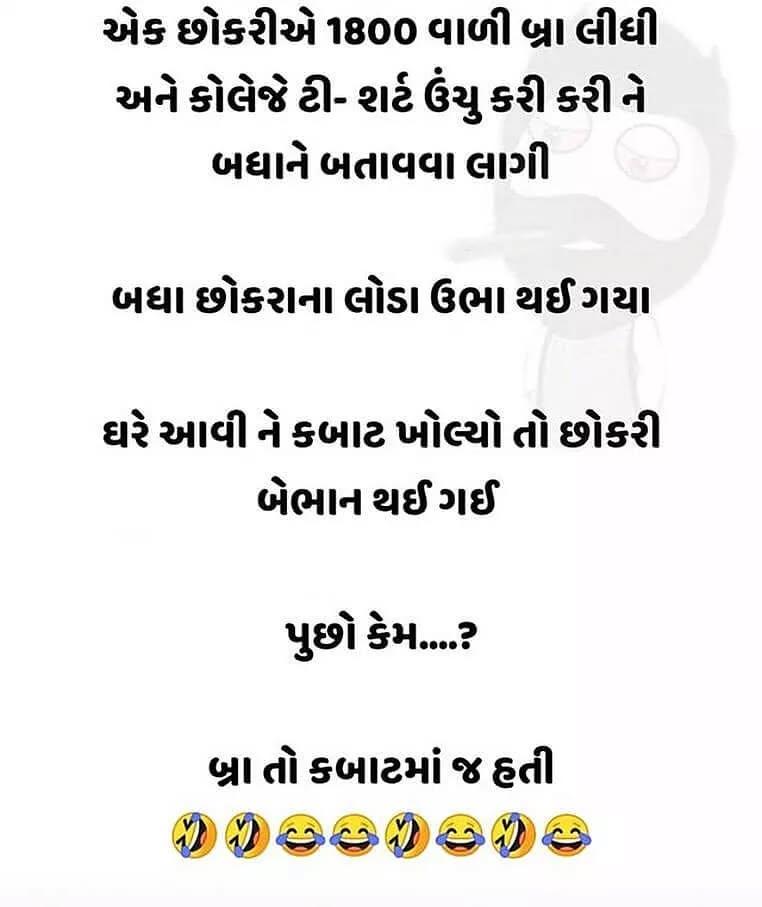 એક છોકરીએ 1800 વાળી બ્રા લીધી
અને કોલેજે ટી- શર્ટ ઉંચુ કરી કરી ને
બધાને બતાવવા લાગી
બધા છોકરાના લોડા ઉભા થઈ ગયા
ઘરે આવી ને કબાટ ખોલ્યો તો છોકરી
બેભાન થઈ ગઈ
પુછો કેમ....?
બ્રા તો કબાટમાં જ હતી
🤣🤣😂😂🤣😂🤣😂